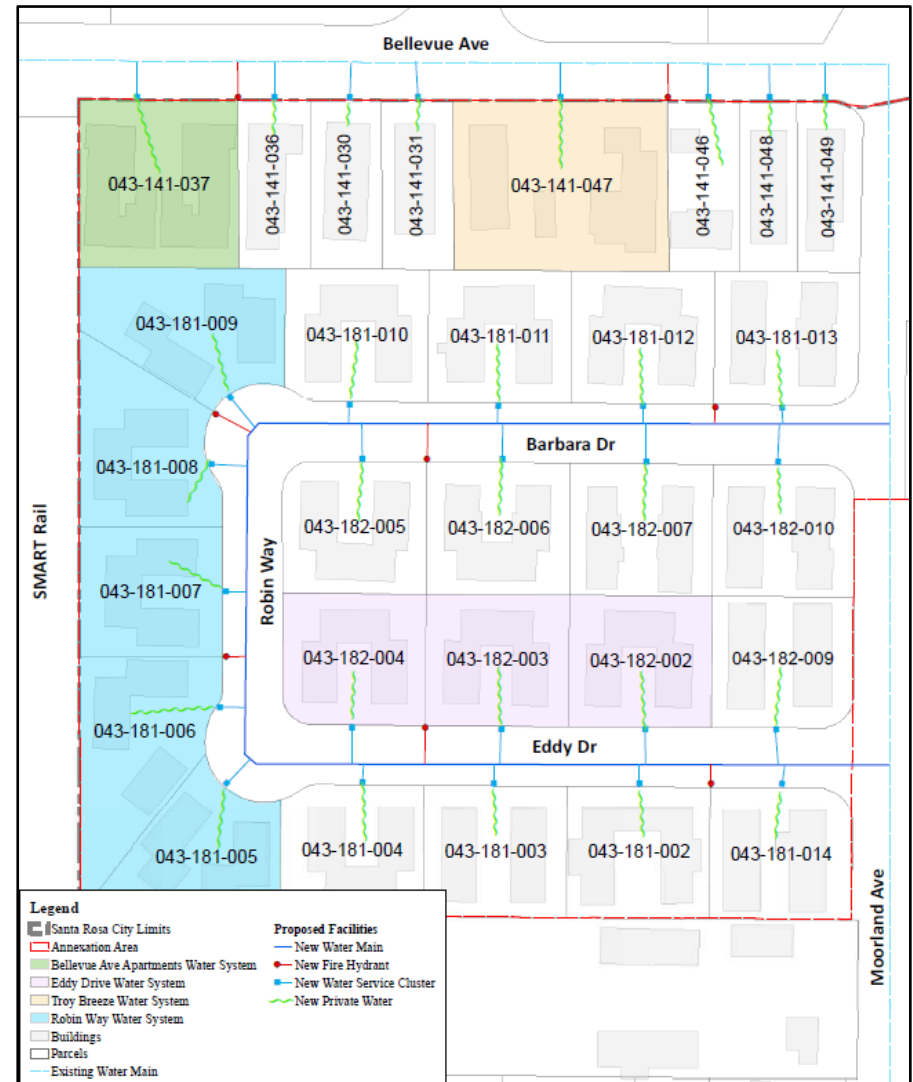 Bellevue Ave
043-141-037
043-141-036
043-141-030
043-141-031
043-141-047
043-141-046
043-141-048
043-141-049
043-181-009
043-181-010
043-181-011
043-181-012
043-181-013
Barbara Dr
043-181-008
043-182-005
043-182-006
043-182-007
043-182-010
SMART Rail
Robin Way
043-181-007
043-182-004
043-182-003
043-182-002
043-182-009
043-181-006
Eddy Dr
043-181-005
043-181-004
043-181-003
043-181-002
043-181-014
Moorland Ave
Legend
Santa Rosa City Limits
Annexation Area
Bellevue Ave Apartments Water System
Eddy Drive Water System
Troy Breeze Water System
Robin Way Water System
Buildings
Parcels
Existing Water Main
Proposed Facilities
New Water Main
New Fire Hydrant
New Water Service Cluster
New Private Water